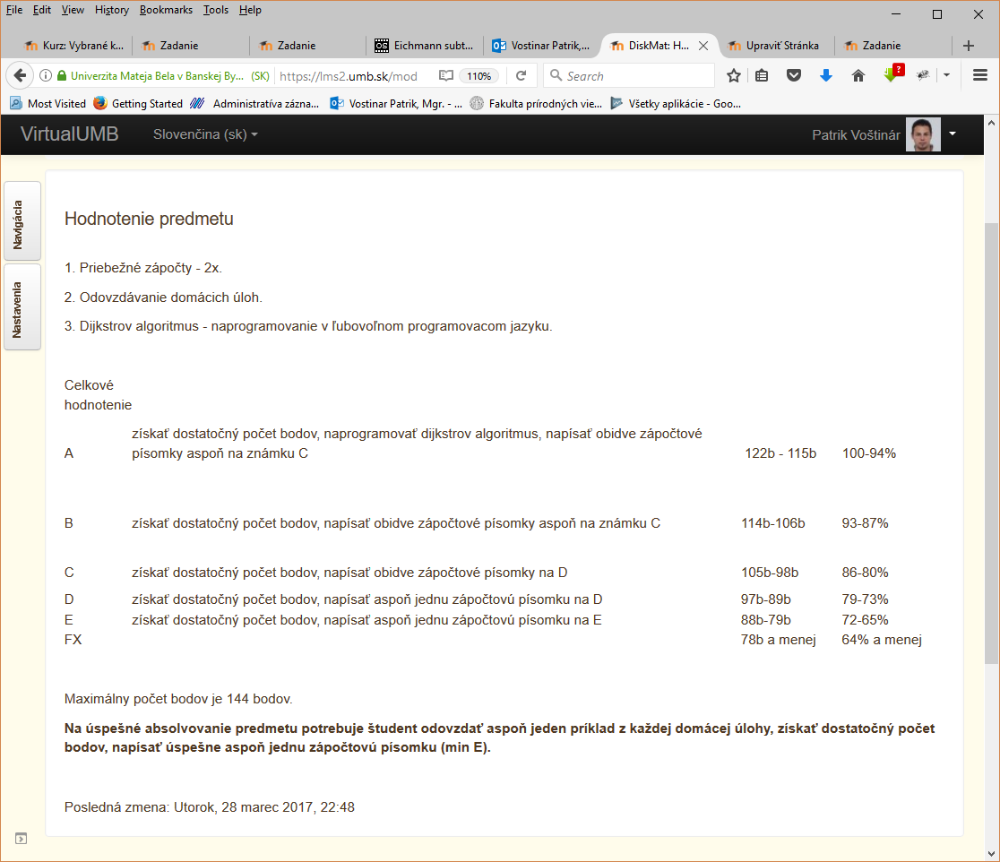 File Edit View History Bookmarks Tools Help
Kurz: Vybrané k... Zadanie Zadanie Eichmann subt... Vostinar Patrik,... DiskMat: H... Upraviť Stránka Zadanie
Univerzita Mateja Bela v Banskej By... (SK) https://lms2.umb.sk/mod 110% Search ?
Most Visited Getting Started Administratíva zázna... Vostinar Patrik, Mgr. - ... Fakulta prírodných vie... Všetky aplikácie - Goo...
VirtualUMB Slovenčina (sk) Patrik Voštinár
Navigácia
Nastavenia
Hodnotenie predmetu
1. Priebežné zápočty - 2x.
2. Odovzdávanie domácich úloh.
3. Dijkstrov algoritmus - naprogramovanie v ľubovoľnom programovacom jazyku.
Celkové
hodnotenie
získať dostatočný počet bodov, naprogramovať dijkstrov algoritmus, napísať obidve zápočtové
A písomky aspoň na známku C 122b - 115b 100-94%
B získať dostatočný počet bodov, napísať obidve zápočtové písomky aspoň na známku C 114b-106b 93-87%
C získať dostatočný počet bodov, napísať obidve zápočtové písomky na D 105b-98b 86-80%
D získať dostatočný počet bodov, napísať aspoň jednu zápočtovú písomku na D 97b-89b 79-73%
E získať dostatočný počet bodov, napísať aspoň jednu zápočtovú písomku na E 88b-79b 72-65%
FX 78b a menej 64% a menej
Maximálny počet bodov je 144 bodov.
Na úspešné absolvovanie predmetu potrebuje študent odovzdať aspoň jeden príklad z každej domácej úlohy, získať dostatočný počet
bodov, napísať úspešne aspoň jednu zápočtovú písomku (min E).
Posledná zmena: Utorok, 28 marec 2017, 22:48